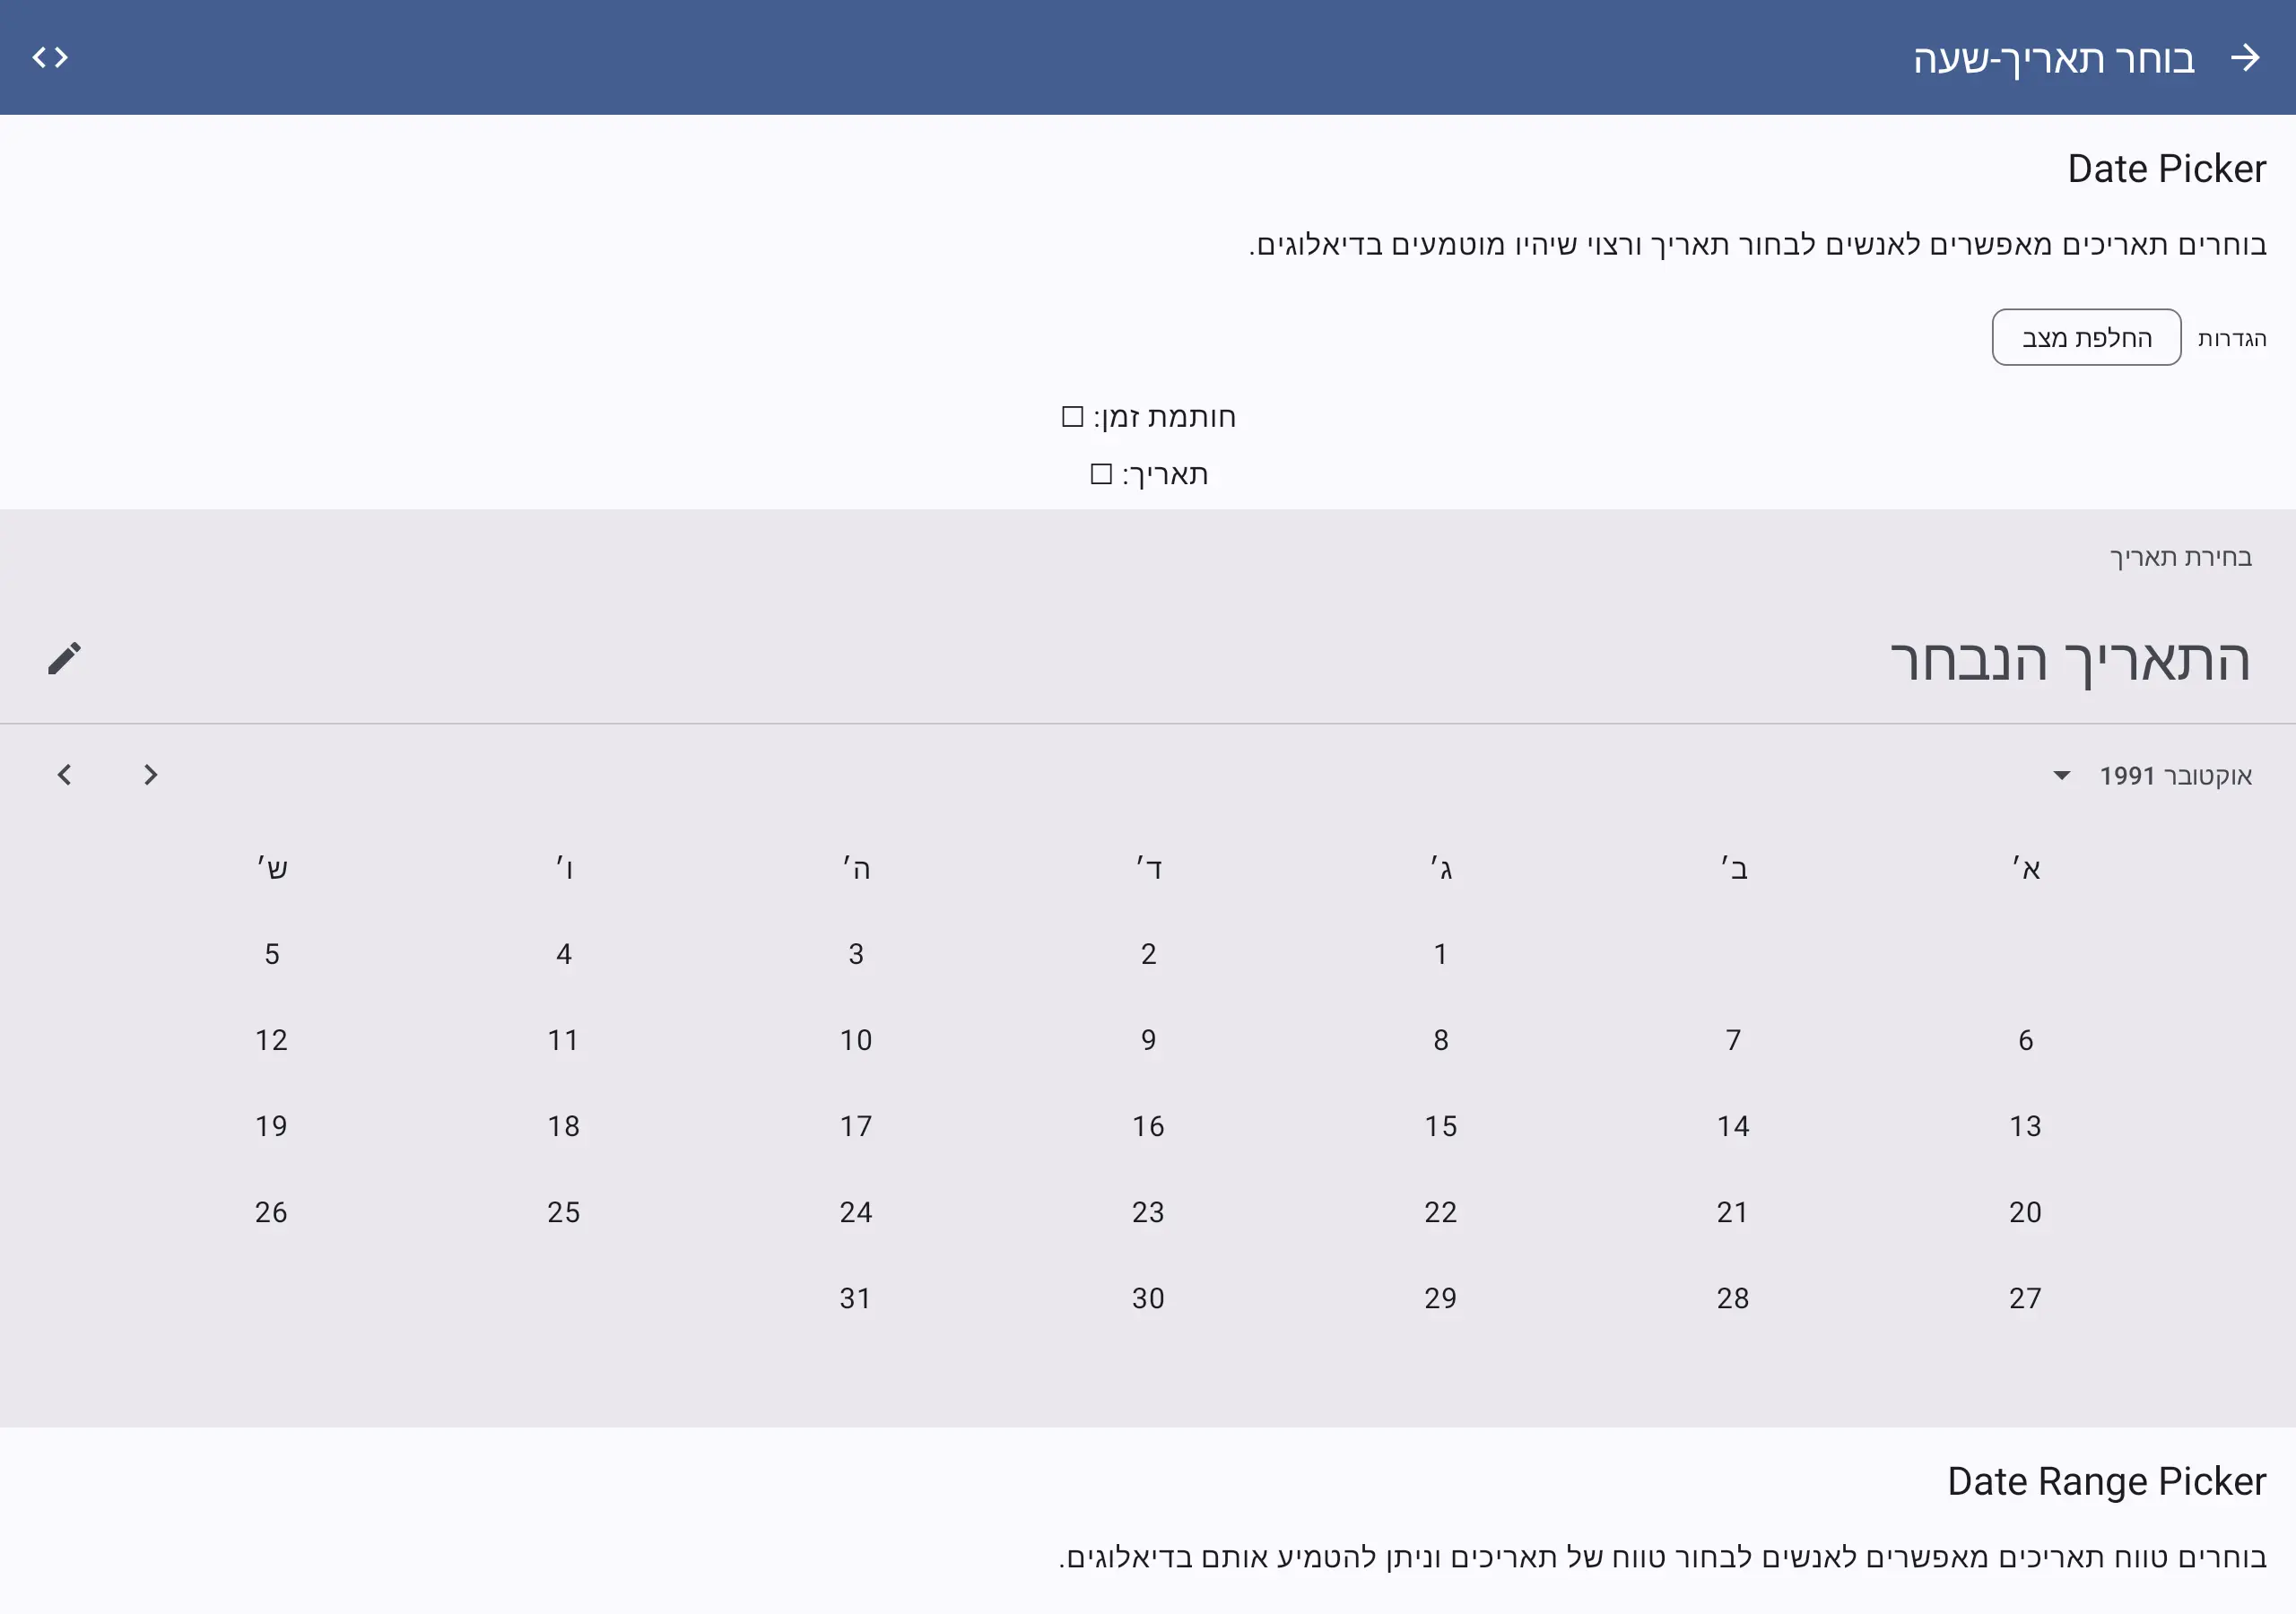 בוחר תאריך-שעה
Date Picker
בוחרים תאריכים מאפשרים לאנשים לבחור תאריך ורצוי שיהיו מוטמעים בדיאלוגים.
הגדרות החלפת מצב
חותמת זמן: ☐
תאריך: ☐
בחירת תאריך
התאריך הנבחר
אוקטובר 1991
א׳ ב׳ ג׳ ד׳ ה׳ ו׳ ש׳
1 2 3 4 5
6 7 8 9 10 11 12
13 14 15 16 17 18 19
20 21 22 23 24 25 26
27 28 29 30 31
Date Range Picker
בוחרים טווח תאריכים מאפשרים לאנשים לבחור טווח של תאריכים וניתן להטמיע אותם בדיאלוגים.